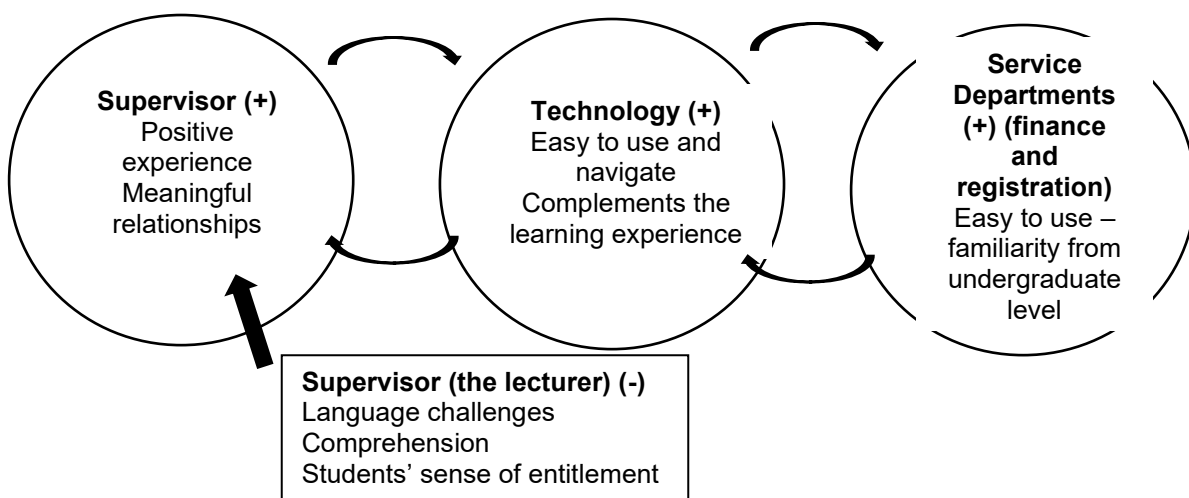 Supervisor (+)
Positive
experience
Meaningful
relationships
Technology (+)
Easy to use and
navigate
Complements the
learning experience
Service
Departments
(+) (finance
and
registration)
Easy to use –
familiarity from
undergraduate
level
Supervisor (the lecturer) (-)
Language challenges
Comprehension
Students’ sense of entitlement